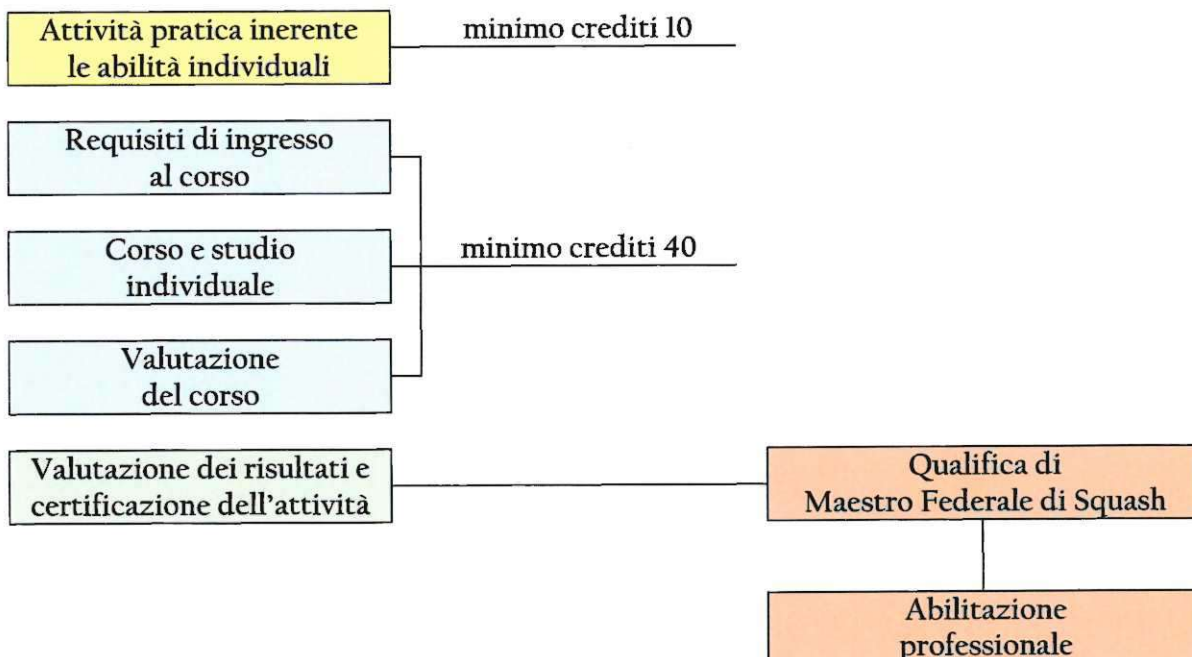 Attività pratica inerente
le abilità individuali
minimo crediti 10
Requisiti di ingresso
al corso
Corso e studio
individuale
minimo crediti 40
Valutazione
del corso
Valutazione dei risultati e
certificazione dell'attività
Qualifica di
Maestro Federale di Squash
Abilitazione
professionale